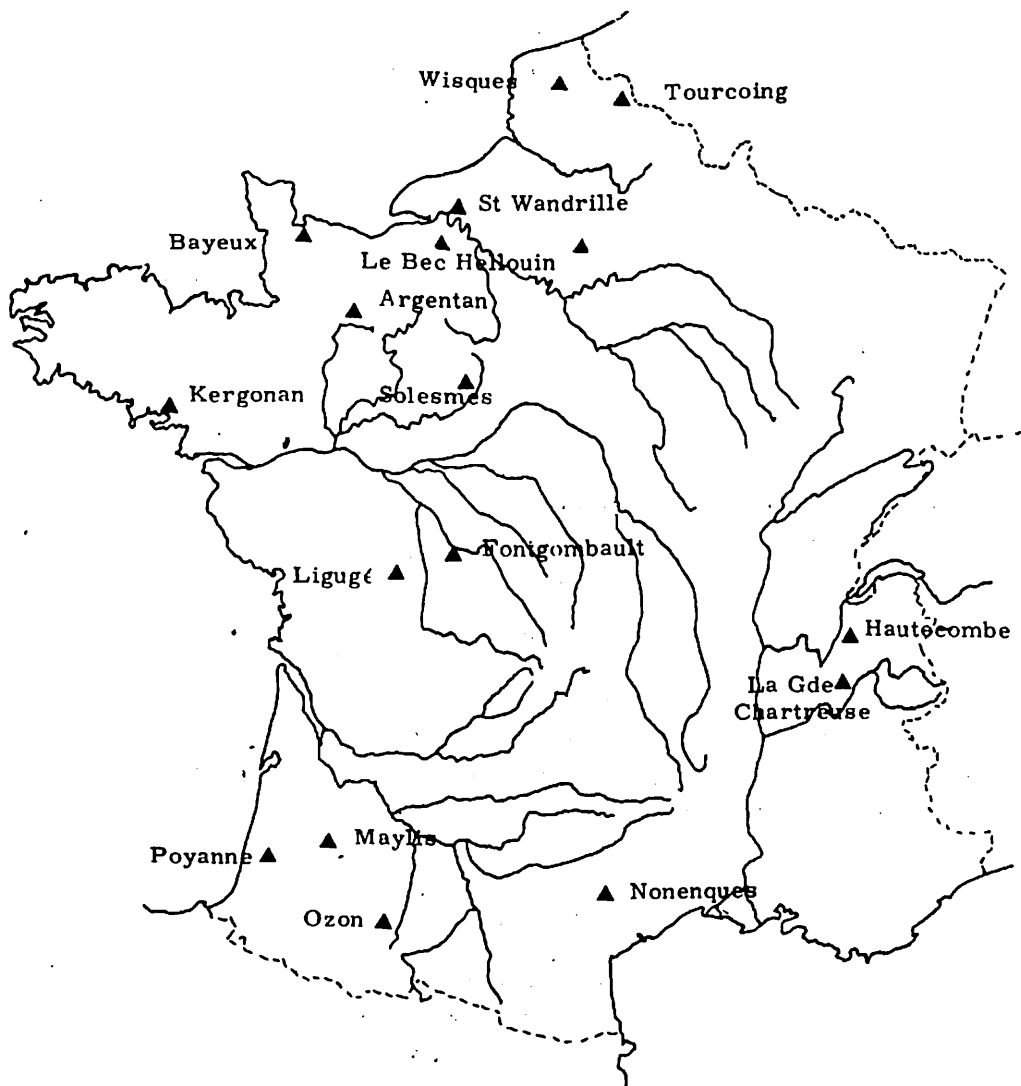 Wisques
Tourcoing
St Wandrille
Bayeux
Le Bec Hellouin
Argentan
Kergonan
Solesmes
Fontgombault
Ligugé
Hautecombe
La Gde
Chartreuse
Maylis
Poyanne
Nonenques
Ozon